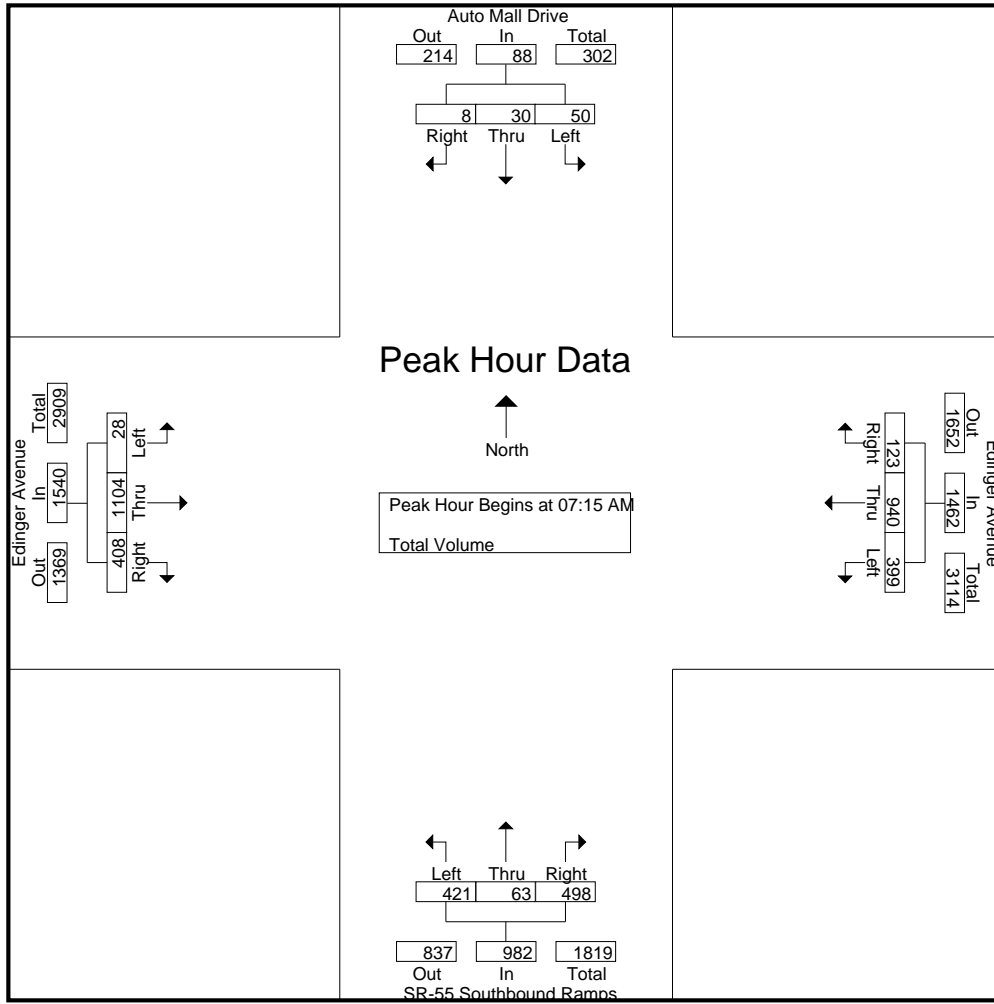 Auto Mall Drive
Out In Total
214 88 302
8 30 50
Right Thru Left
Peak Hour Data
North
Peak Hour Begins at 07:15 AM
Total Volume
Edinger Avenue
Out In Total
1369 1540 2909
408 1104 28
Right Thru Left
Edinger Avenue
Out In Total
1652 1462 3114
123 940 399
Right Thru Left
Left Thru Right
421 63 498
837 982 1819
Out In Total
SR-55 Southbound Ramps